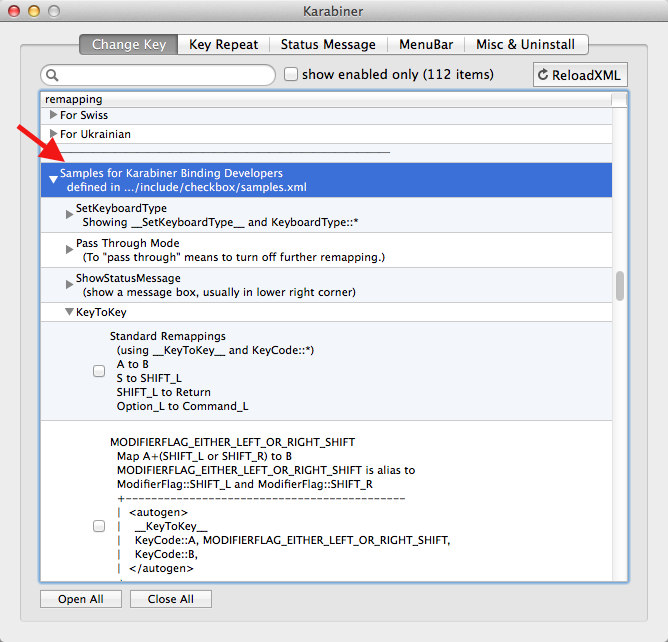 Karabiner
Change Key Key Repeat Status Message MenuBar Misc & Uninstall
show enabled only (112 items) ReloadXML
remapping
For Swiss
For Ukrainian
Samples for Karabiner Binding Developers
defined in .../include/checkbox/samples.xml
SetKeyboardType
Showing __SetKeyboardType__ and KeyboardType::*
Pass Through Mode
(To "pass through" means to turn off further remapping.)
ShowStatusMessage
(show a message box, usually in lower right corner)
KeyToKey
Standard Remappings
(using __KeyToKey__ and KeyCode::*)
A to B
S to SHIFT_L
SHIFT_L to Return
Option_L to Command_L
MODIFIERFLAG_EITHER_LEFT_OR_RIGHT_SHIFT
Map A+(SHIFT_L or SHIFT_R) to B
MODIFIERFLAG_EITHER_LEFT_OR_RIGHT_SHIFT is alias to
ModifierFlag::SHIFT_L and ModifierFlag::SHIFT_R
+-------------------------------------------
| <autogen>
| __KeyToKey__
| KeyCode::A, MODIFIERFLAG_EITHER_LEFT_OR_RIGHT_SHIFT,
| KeyCode::B,
| </autogen>
Open All Close All